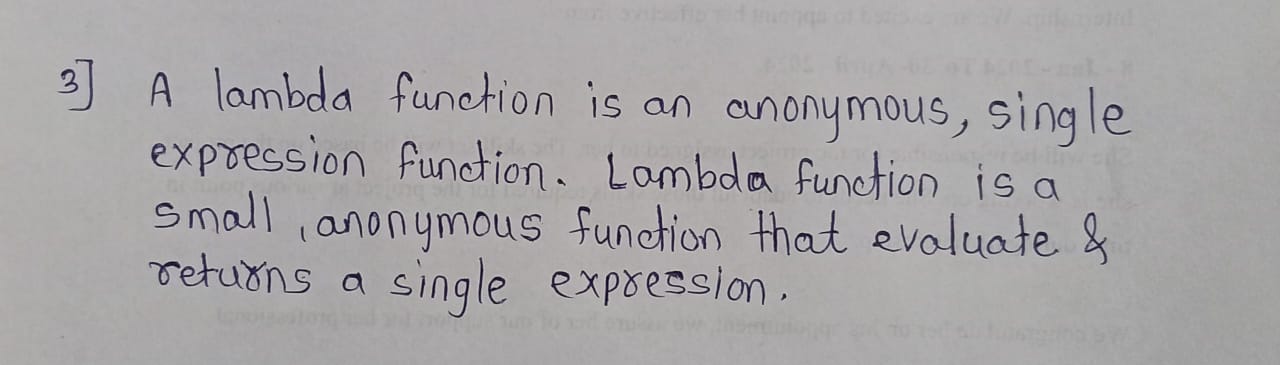 3] A lambda function is an anonymous, single
expression function. Lambda function is a
small, anonymous function that evaluate &
returns a single expression.